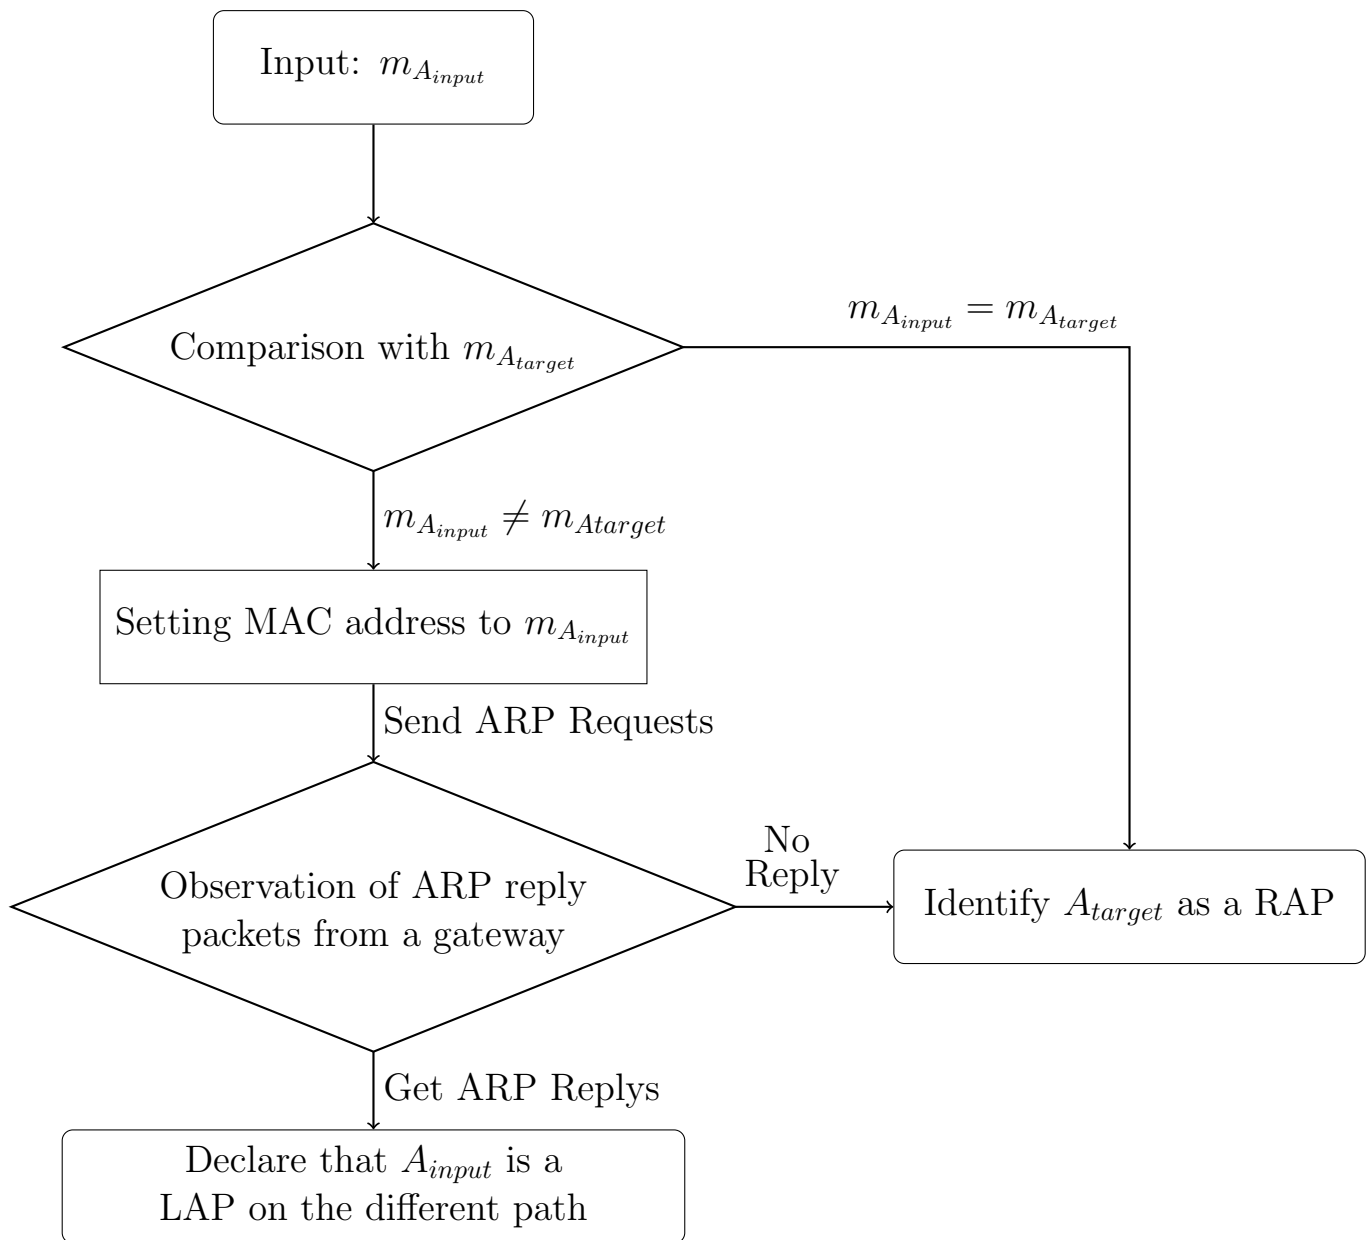 Input: $m_{A_{input}}$
$m_{A_{input}} = m_{A_{target}}$
Comparison with $m_{A_{target}}$
$m_{A_{input}} \neq m_{Atarget}$
Setting MAC address to $m_{A_{input}}$
Send ARP Requests
No
Reply
Observation of ARP reply
packets from a gateway
Identify $A_{target}$ as a RAP
Get ARP Replys
Declare that $A_{input}$ is a
LAP on the different path